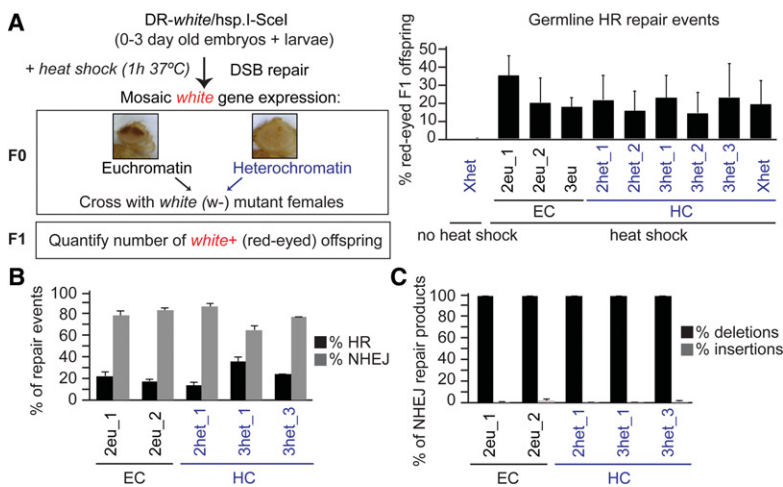 A
DR-white/hsp.I-SceI
(0-3 day old embryos + larvae)
+ heat shock (1h 37ºC)
DSB repair
Mosaic white gene expression:
F0
Euchromatin
Heterochromatin
Cross with white (w-) mutant females
F1
Quantify number of white+ (red-eyed) offspring
Germline HR repair events
% red-eyed F1 offspring
50
40
30
20
10
0
Xhet
2eu_1
2eu_2
3eu
2het_1
2het_2
3het_1
3het_2
3het_3
Xhet
EC
HC
no heat shock
heat shock
B
% of repair events
100
80
60
40
20
0
% HR
% NHEJ
2eu_1
2eu_2
2het_1
3het_1
3het_3
EC
HC
C
% of NHEJ repair products
100
80
60
40
20
0
% deletions
% insertions
2eu_1
2eu_2
2het_1
3het_1
3het_3
EC
HC